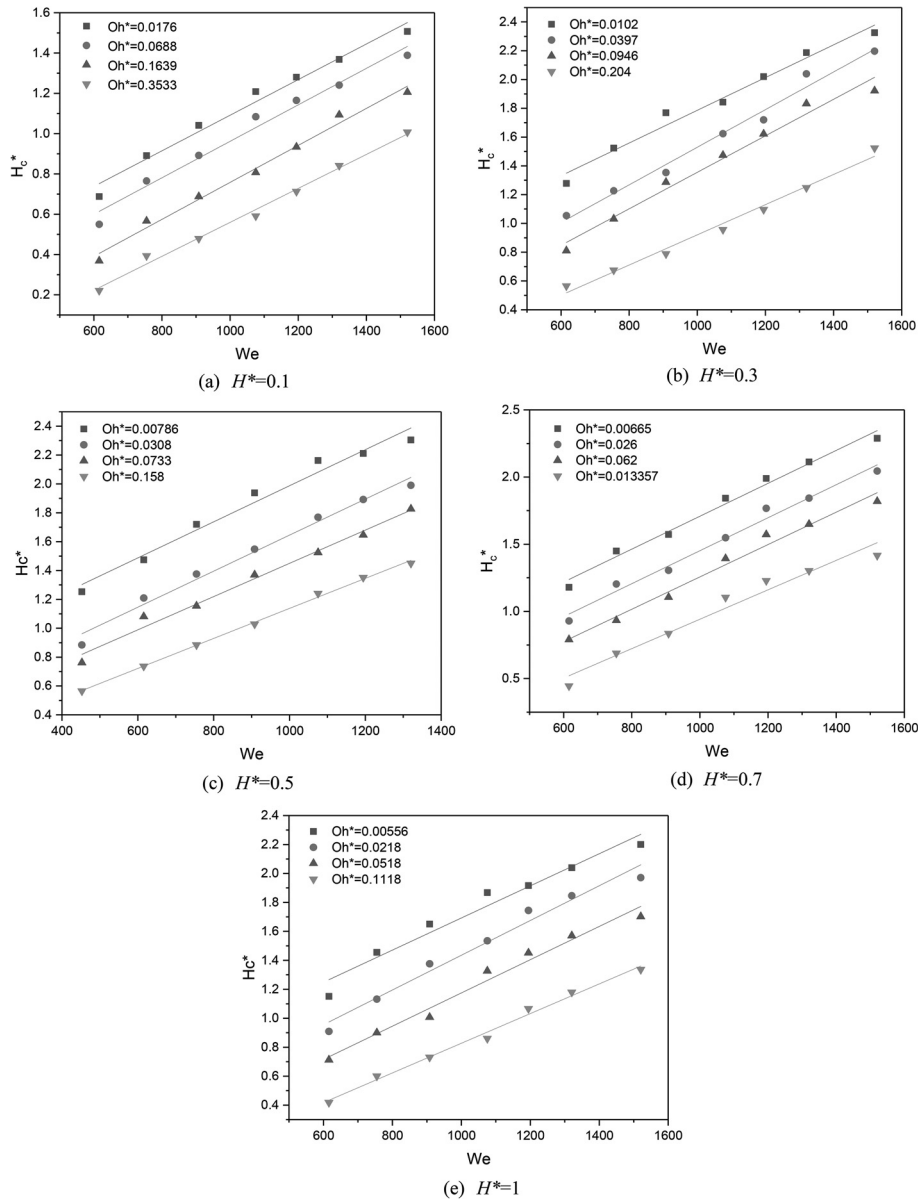 1.6
1.4
1.2
1.0
0.8
0.6
0.4
0.2
H_c*
Oh*=0.0176
Oh*=0.0688
Oh*=0.1639
Oh*=0.3533
600 800 1000 1200 1400 1600
We
(a) H*=0.1
2.4
2.2
2.0
1.8
1.6
1.4
1.2
1.0
0.8
0.6
0.4
H_c*
Oh*=0.0102
Oh*=0.0397
Oh*=0.0946
Oh*=0.204
600 800 1000 1200 1400 1600
We
(b) H*=0.3
2.4
2.2
2.0
1.8
1.6
1.4
1.2
1.0
0.8
0.6
0.4
Hc*
Oh*=0.00786
Oh*=0.0308
Oh*=0.0733
Oh*=0.158
400 600 800 1000 1200 1400
We
(c) H*=0.5
2.5
2.0
1.5
1.0
0.5
H_c*
Oh*=0.00665
Oh*=0.026
Oh*=0.062
Oh*=0.013357
600 800 1000 1200 1400 1600
We
(d) H*=0.7
2.4
2.2
2.0
1.8
1.6
1.4
1.2
1.0
0.8
0.6
0.4
Hc*
Oh*=0.00556
Oh*=0.0218
Oh*=0.0518
Oh*=0.1118
600 800 1000 1200 1400 1600
We
(e) H*=1